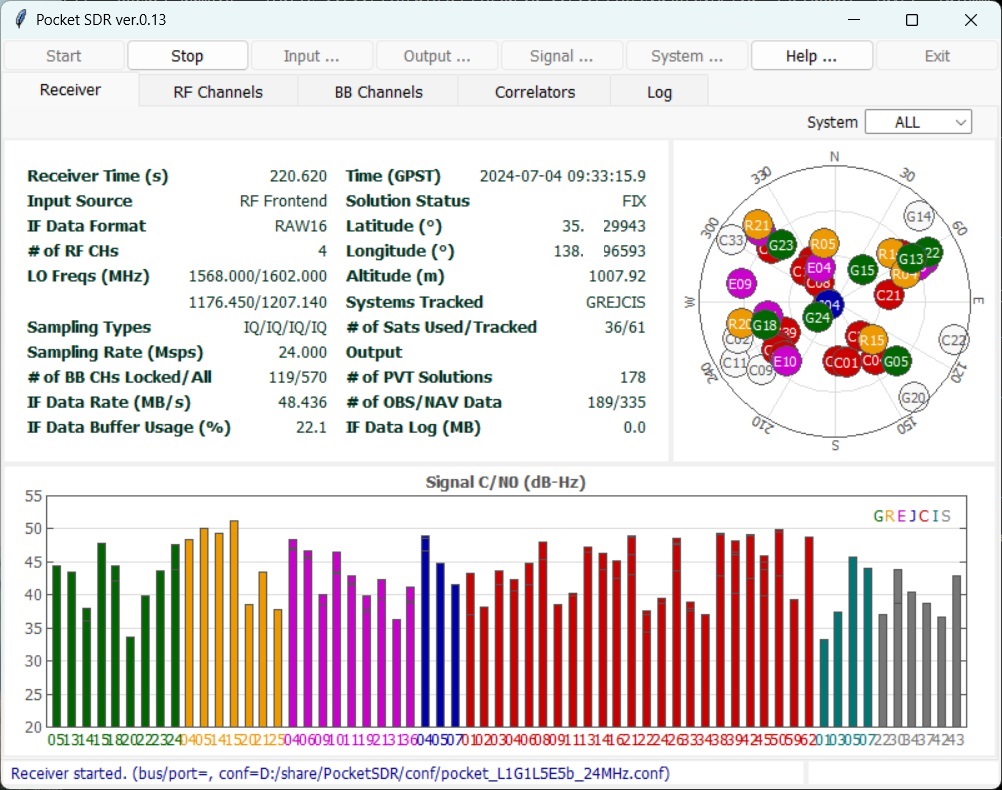 Pocket SDR ver.0.13
Start Stop Input ... Output ... Signal ... System ... Help ... Exit
Receiver RF Channels BB Channels Correlators Log
System ALL
Receiver Time (s) 220.620 Time (GPST) 2024-07-04 09:33:15.9
Input Source RF Frontend Solution Status FIX
IF Data Format RAW16 Latitude (°) 35. 29943
# of RF CHs 4 Longitude (°) 138. 96593
LO Freqs (MHz) 1568.000/1602.000 Altitude (m) 1007.92
1176.450/1207.140 Systems Tracked GREJCIS
Sampling Types IQ/IQ/IQ/IQ # of Sats Used/Tracked 36/61
Sampling Rate (Msps) 24.000 Output
# of BB CHs Locked/All 119/570 # of PVT Solutions 178
IF Data Rate (MB/s) 48.436 # of OBS/NAV Data 189/335
IF Data Buffer Usage (%) 22.1 IF Data Log (MB) 0.0
N
330 30
G14
300 R21 60
C33 G23 R05 G13
E04 G15
E09 C08
W C21 E
G24
G18 R15 C22
C11 C09 E10 C01 G05
240 120
G20
210 150
S
Signal C/N0 (dB-Hz)
55
GREJCIS
50
45
40
35
30
25
20
05 13 14 15 18 20 22 23 24 04 05 14 15 20 21 25 04 06 09 10 11 19 21 31 36 04 05 07 01 02 03 04 06 08 09 11 13 14 16 21 22 24 26 33 34 38 39 42 45 50 59 62 01 03 05 07 22 30 34 37 42 43
Receiver started. (bus/port=, conf=D:/share/PocketSDR/conf/pocket_L1G1L5E5b_24MHz.conf)